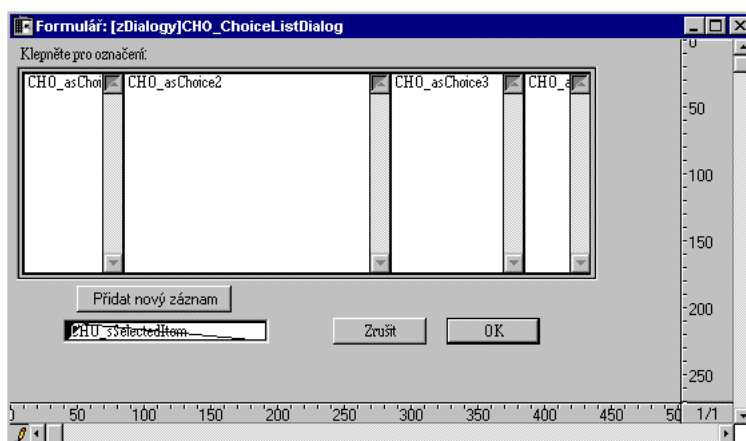 Formulář: [zDialogy]CHO_ChoiceListDialog
Klepněte pro označení:
CHO_asChoi CHO_asChoice2 CHO_asChoice3 CHO_a
0
50
100
150
200
250
Přidat nový záznam
CHO_sSelectedItem
Zrušit
OK
0 50 100 150 200 250 300 350 400 450 50
1/1